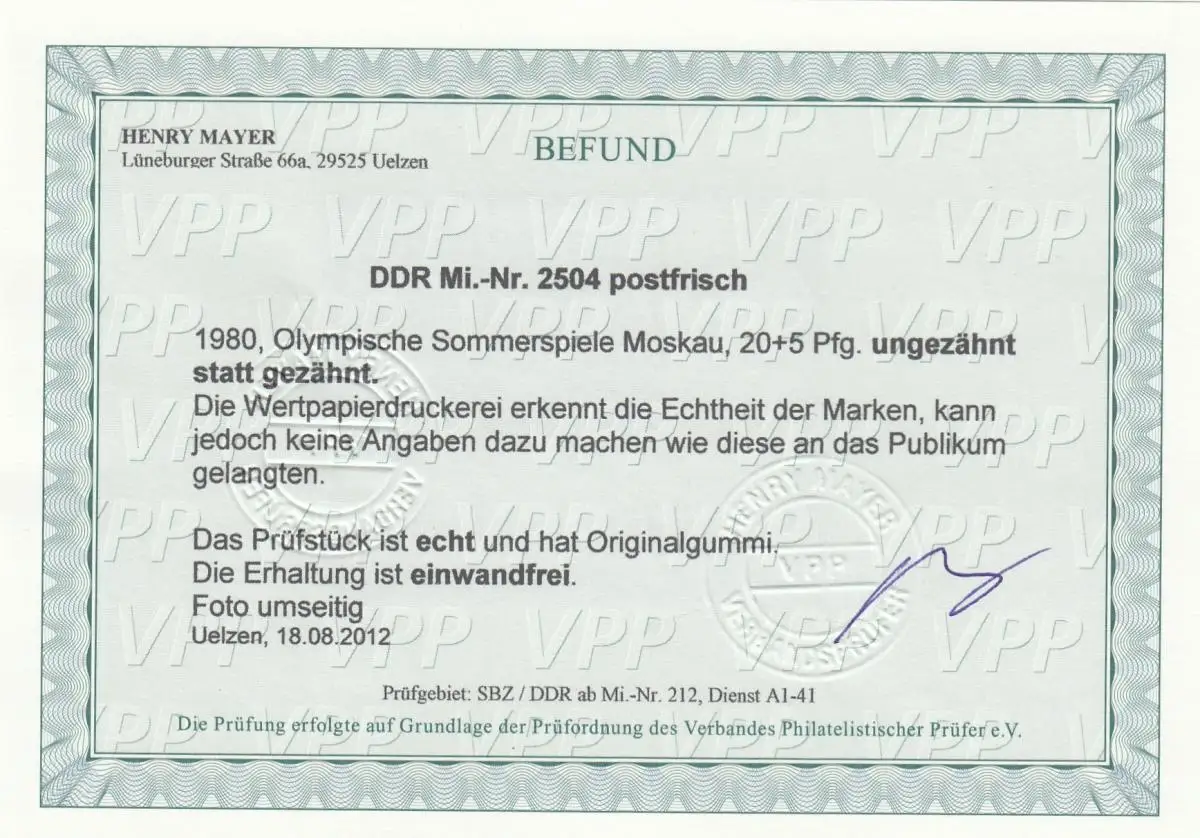 HENRY MAYER
Lüneburger Straße 66a, 29525 Uelzen
BEFUND
DDR Mi.-Nr. 2504 postfrisch
1980, Olympische Sommerspiele Moskau, 20+5 Pfg. ungezähnt
statt gezähnt.
Die Wertpapierdruckerei erkennt die Echtheit der Marken, kann
jedoch keine Angaben dazu machen wie diese an das Publikum
gelangten.
Das Prüfstück ist echt und hat Originalgummi.
Die Erhaltung ist einwandfrei.
Foto umseitig
Uelzen, 18.08.2012
HENRY MAYER
VPP
VERBANDSPRÜFER
Prüfgebiet: SBZ / DDR ab Mi.-Nr. 212, Dienst A1-41
Die Prüfung erfolgte auf Grundlage der Prüfordnung des Verbandes Philatelistischer Prüfer e.V.